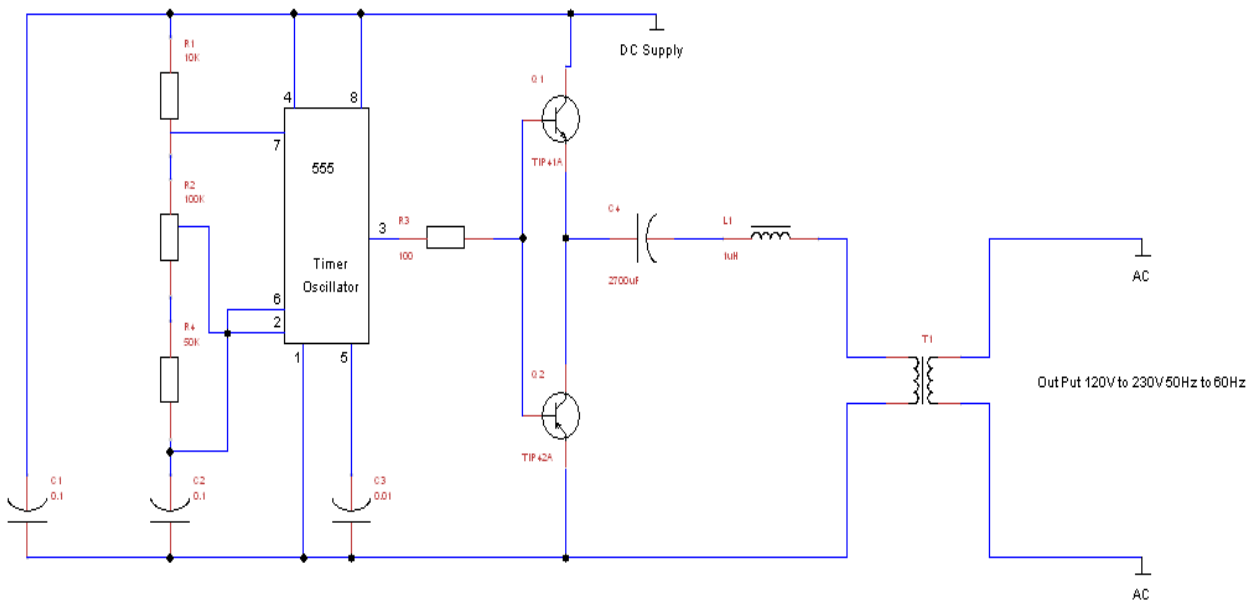 DC Supply
R1
10K
4
8
Q1
7
TIP41A
555
R2
100K
C4
L1
3
R3
100
2700uF
1uH
Timer
Oscillator
AC
6
2
R4
50K
1
5
T1
Q2
Out Put 120V to 230V 50Hz to 60Hz
TIP42A
C1
0.1
C2
0.1
C3
0.01
AC